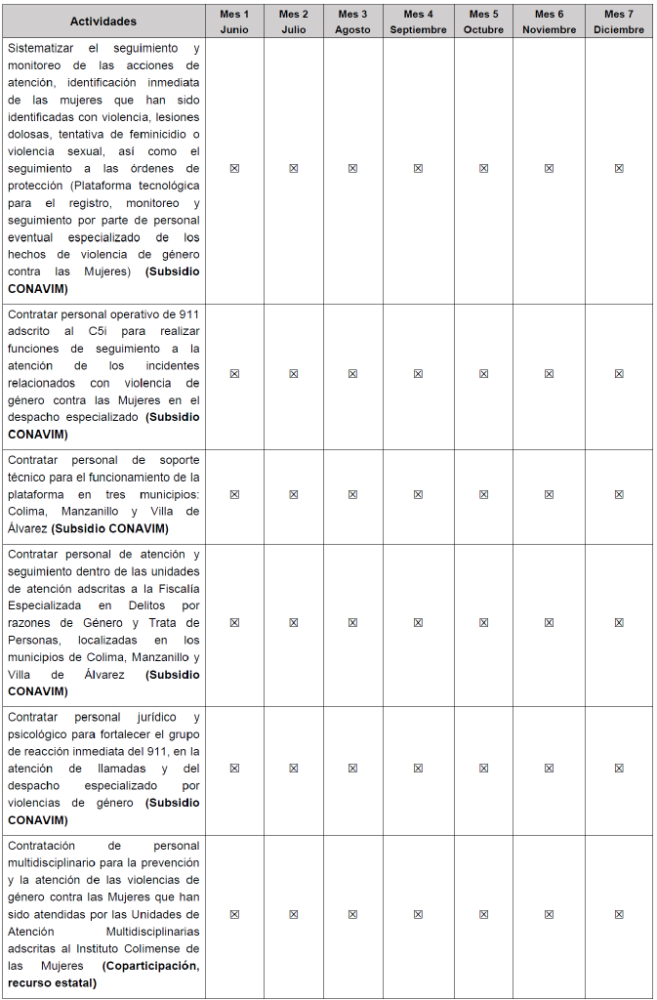 Actividades
Mes 1 Junio
Mes 2 Julio
Mes 3 Agosto
Mes 4 Septiembre
Mes 5 Octubre
Mes 6 Noviembre
Mes 7 Diciembre
Sistematizar el seguimiento y
monitoreo de las acciones de
atención, identificación inmediata
de las mujeres que han sido
identificadas con violencia, lesiones
dolosas, tentativa de feminicidio o
violencia sexual, así como el
seguimiento a las órdenes de
protección (Plataforma tecnológica
para el registro, monitoreo y
seguimiento por parte de personal
eventual especializado de los
hechos de violencia de género
contra las Mujeres) (Subsidio
CONAVIM)
☒ ☒ ☒ ☒ ☒ ☒ ☒
Contratar personal operativo de 911
adscrito al C5i para realizar
funciones de seguimiento a la
atención de los incidentes
relacionados con violencia de
género contra las Mujeres en el
despacho especializado (Subsidio
CONAVIM)
☒ ☒ ☒ ☒ ☒ ☒ ☒
Contratar personal de soporte
técnico para el funcionamiento de la
plataforma en tres municipios:
Colima, Manzanillo y Villa de
Álvarez (Subsidio CONAVIM)
☒ ☒ ☒ ☒ ☒ ☒ ☒
Contratar personal de atención y
seguimiento dentro de las unidades
de atención adscritas a la Fiscalía
Especializada en Delitos por
razones de Género y Trata de
Personas, localizadas en los
municipios de Colima, Manzanillo y
Villa de Álvarez (Subsidio
CONAVIM)
☒ ☒ ☒ ☒ ☒ ☒ ☒
Contratar personal jurídico y
psicológico para fortalecer el grupo
de reacción inmediata del 911, en la
atención de llamadas y del
despacho especializado por
violencias de género (Subsidio
CONAVIM)
☒ ☒ ☒ ☒ ☒ ☒ ☒
Contratación de personal
multidisciplinario para la prevención
y la atención de las violencias de
género contra las Mujeres que han
sido atendidas por las Unidades de
Atención Multidisciplinarias
adscritas al Instituto Colimense de
las Mujeres (Coparticipación,
recurso estatal)
☒ ☒ ☒ ☒ ☒ ☒ ☒